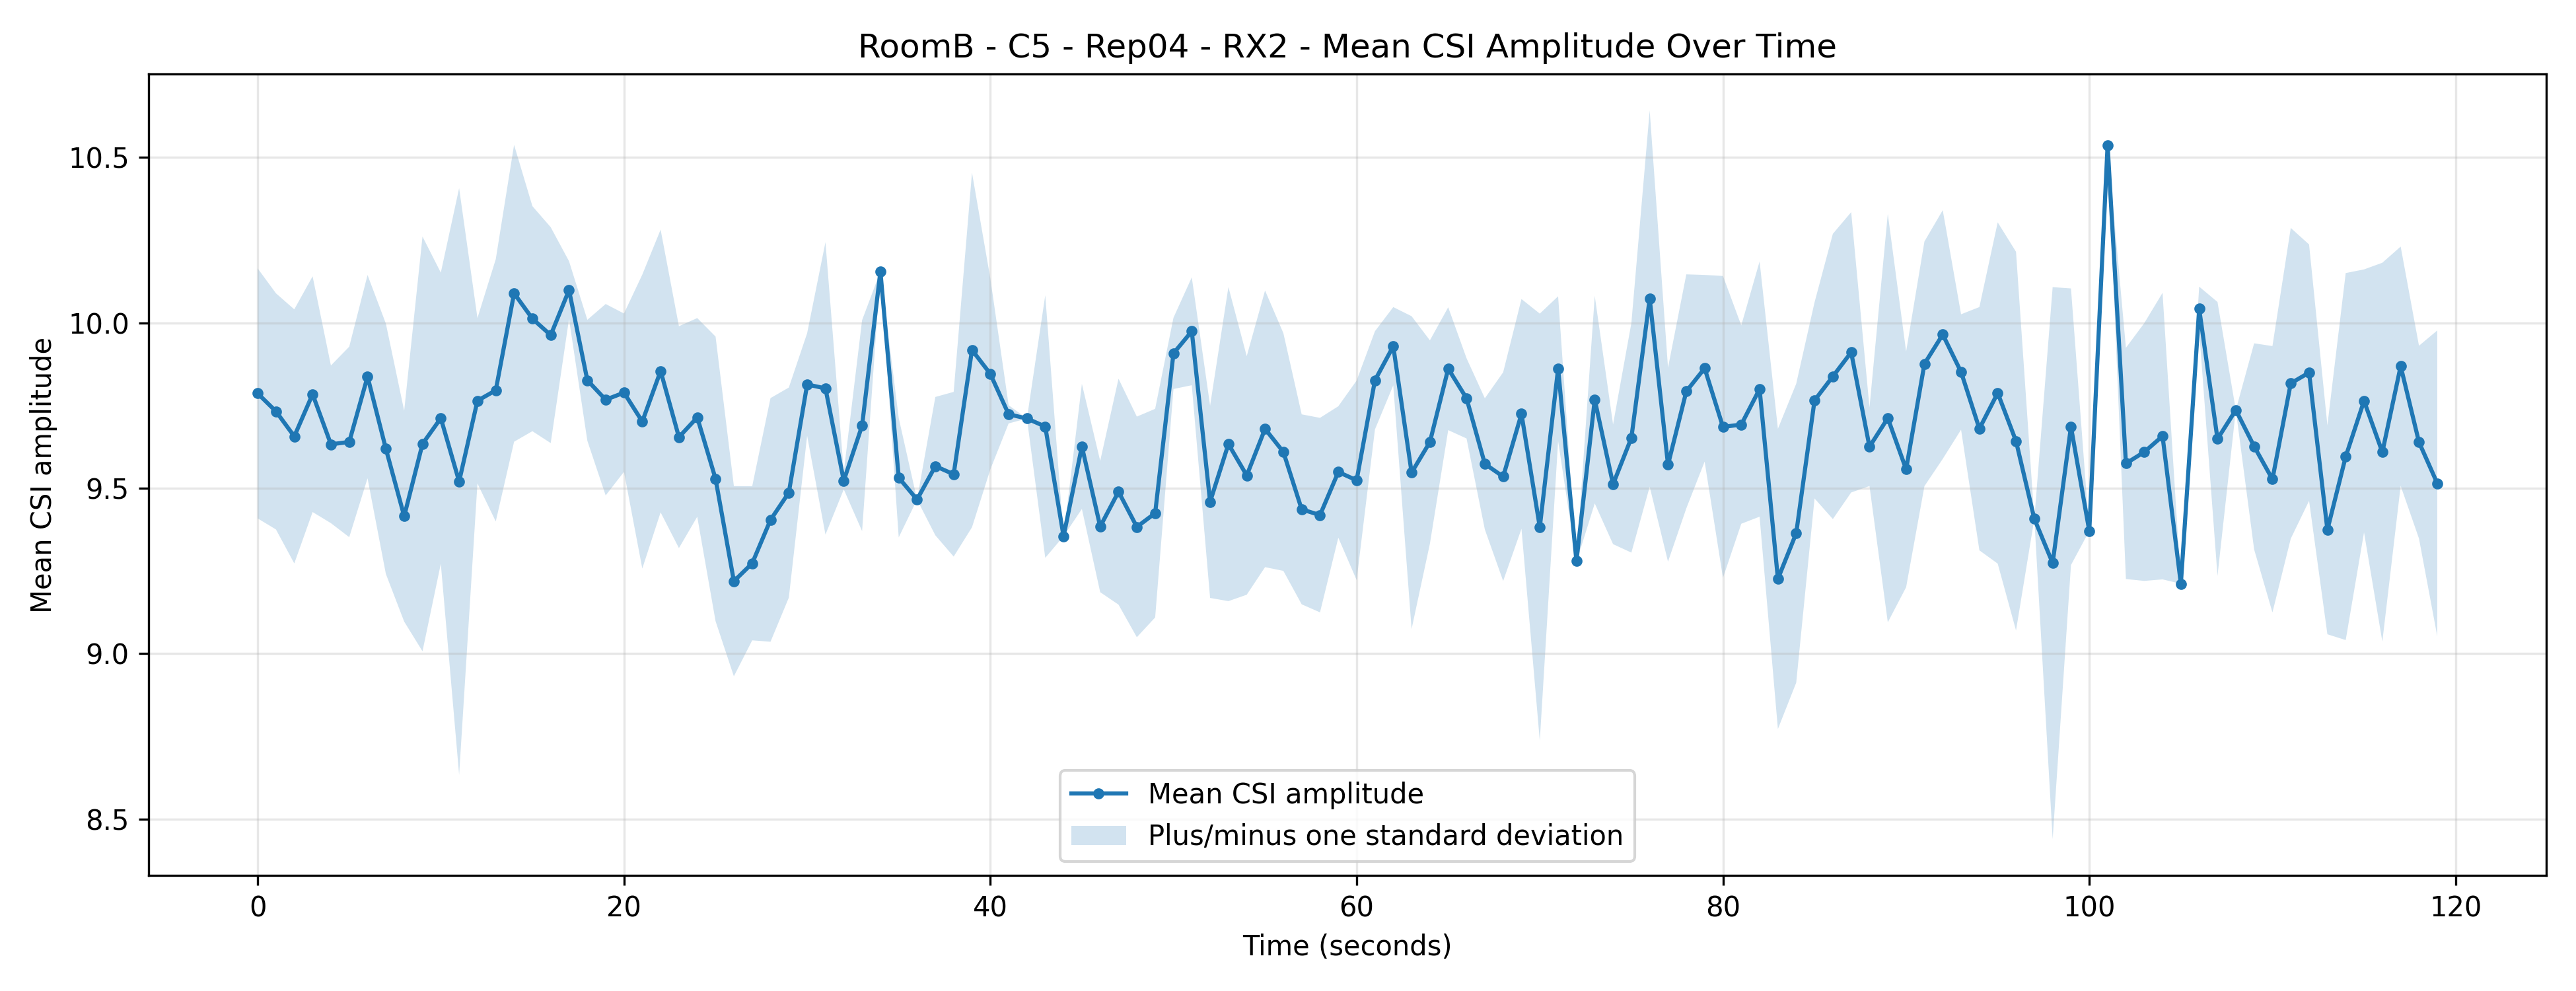 RoomB - C5 - Rep04 - RX2 - Mean CSI Amplitude Over Time
Mean CSI amplitude
10.5
10.0
9.5
9.0
8.5
Mean CSI amplitude
Plus/minus one standard deviation
0 20 40 60 80 100 120
Time (seconds)